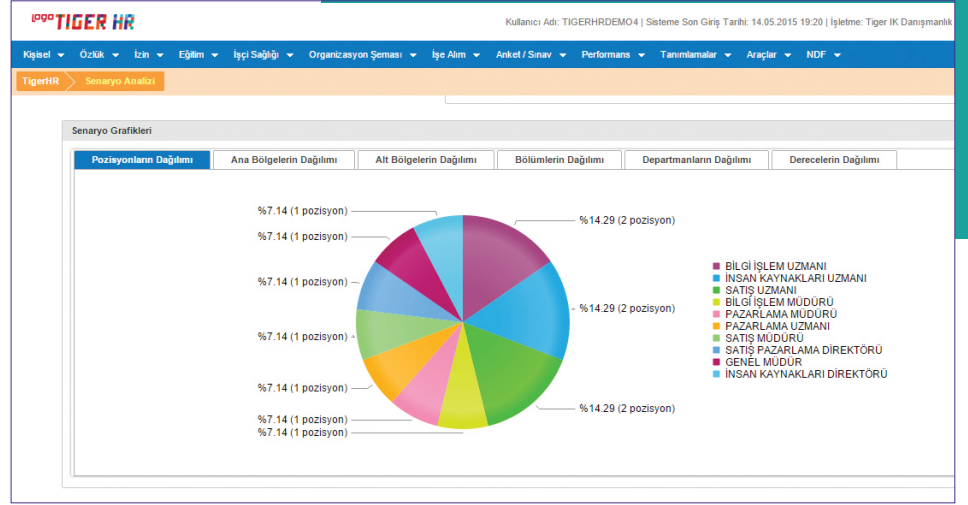 Logo TIGER HR
Kullanıcı Adı: TIGERHRDEMO4 | Sisteme Son Giriş Tarihi: 14.05.2015 19:20 | İşletme: Tiger IK Danışmanlık
Kişisel Özlük İzin Eğitim İşçi Sağlığı Organizasyon Şeması İşe Alım Anket / Sınav Performans Tanımlamalar Araçlar NDF
TigerHR Senaryo Analizi
Senaryo Grafikleri
Pozisyonların Dağılımı Ana Bölgelerin Dağılımı Alt Bölgelerin Dağılımı Bölümlerin Dağılımı Departmanların Dağılımı Derecelerin Dağılımı
%7.14 (1 pozisyon)
%14.29 (2 pozisyon)
%7.14 (1 pozisyon)
%7.14 (1 pozisyon)
%14.29 (2 pozisyon)
%7.14 (1 pozisyon)
%7.14 (1 pozisyon)
%14.29 (2 pozisyon)
%7.14 (1 pozisyon)
%7.14 (1 pozisyon)
BİLGİ İŞLEM UZMANI
İNSAN KAYNAKLARI UZMANI
SATIŞ UZMANI
BİLGİ İŞLEM MÜDÜRÜ
PAZARLAMA MÜDÜRÜ
PAZARLAMA UZMANI
SATIŞ MÜDÜRÜ
SATIŞ PAZARLAMA DİREKTÖRÜ
GENEL MÜDÜR
İNSAN KAYNAKLARI DİREKTÖRÜ